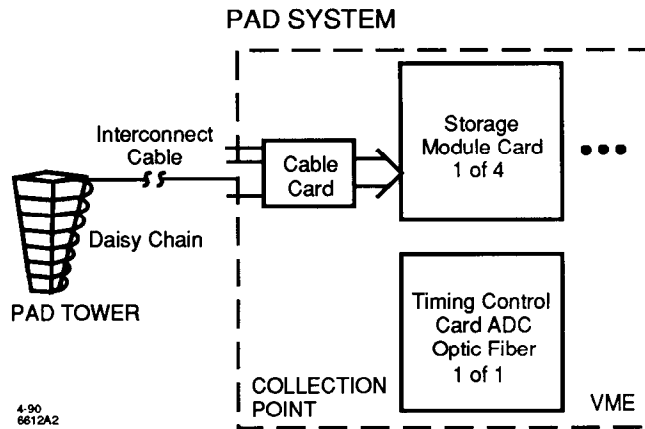 PAD SYSTEM
Interconnect
Cable
Daisy Chain
PAD TOWER
Cable
Card
Storage
Module Card
1 of 4
Timing Control
Card ADC
Optic Fiber
1 of 1
COLLECTION
POINT
VME
4-90
6612A2